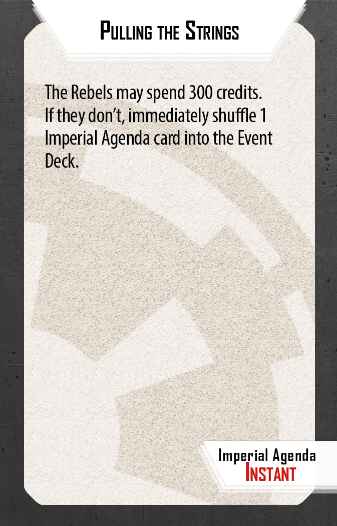 PULLING THE STRINGS
The Rebels may spend 300 credits.
If they don't, immediately shuffle 1
Imperial Agenda card into the Event
Deck.
Imperial Agenda
INSTANT